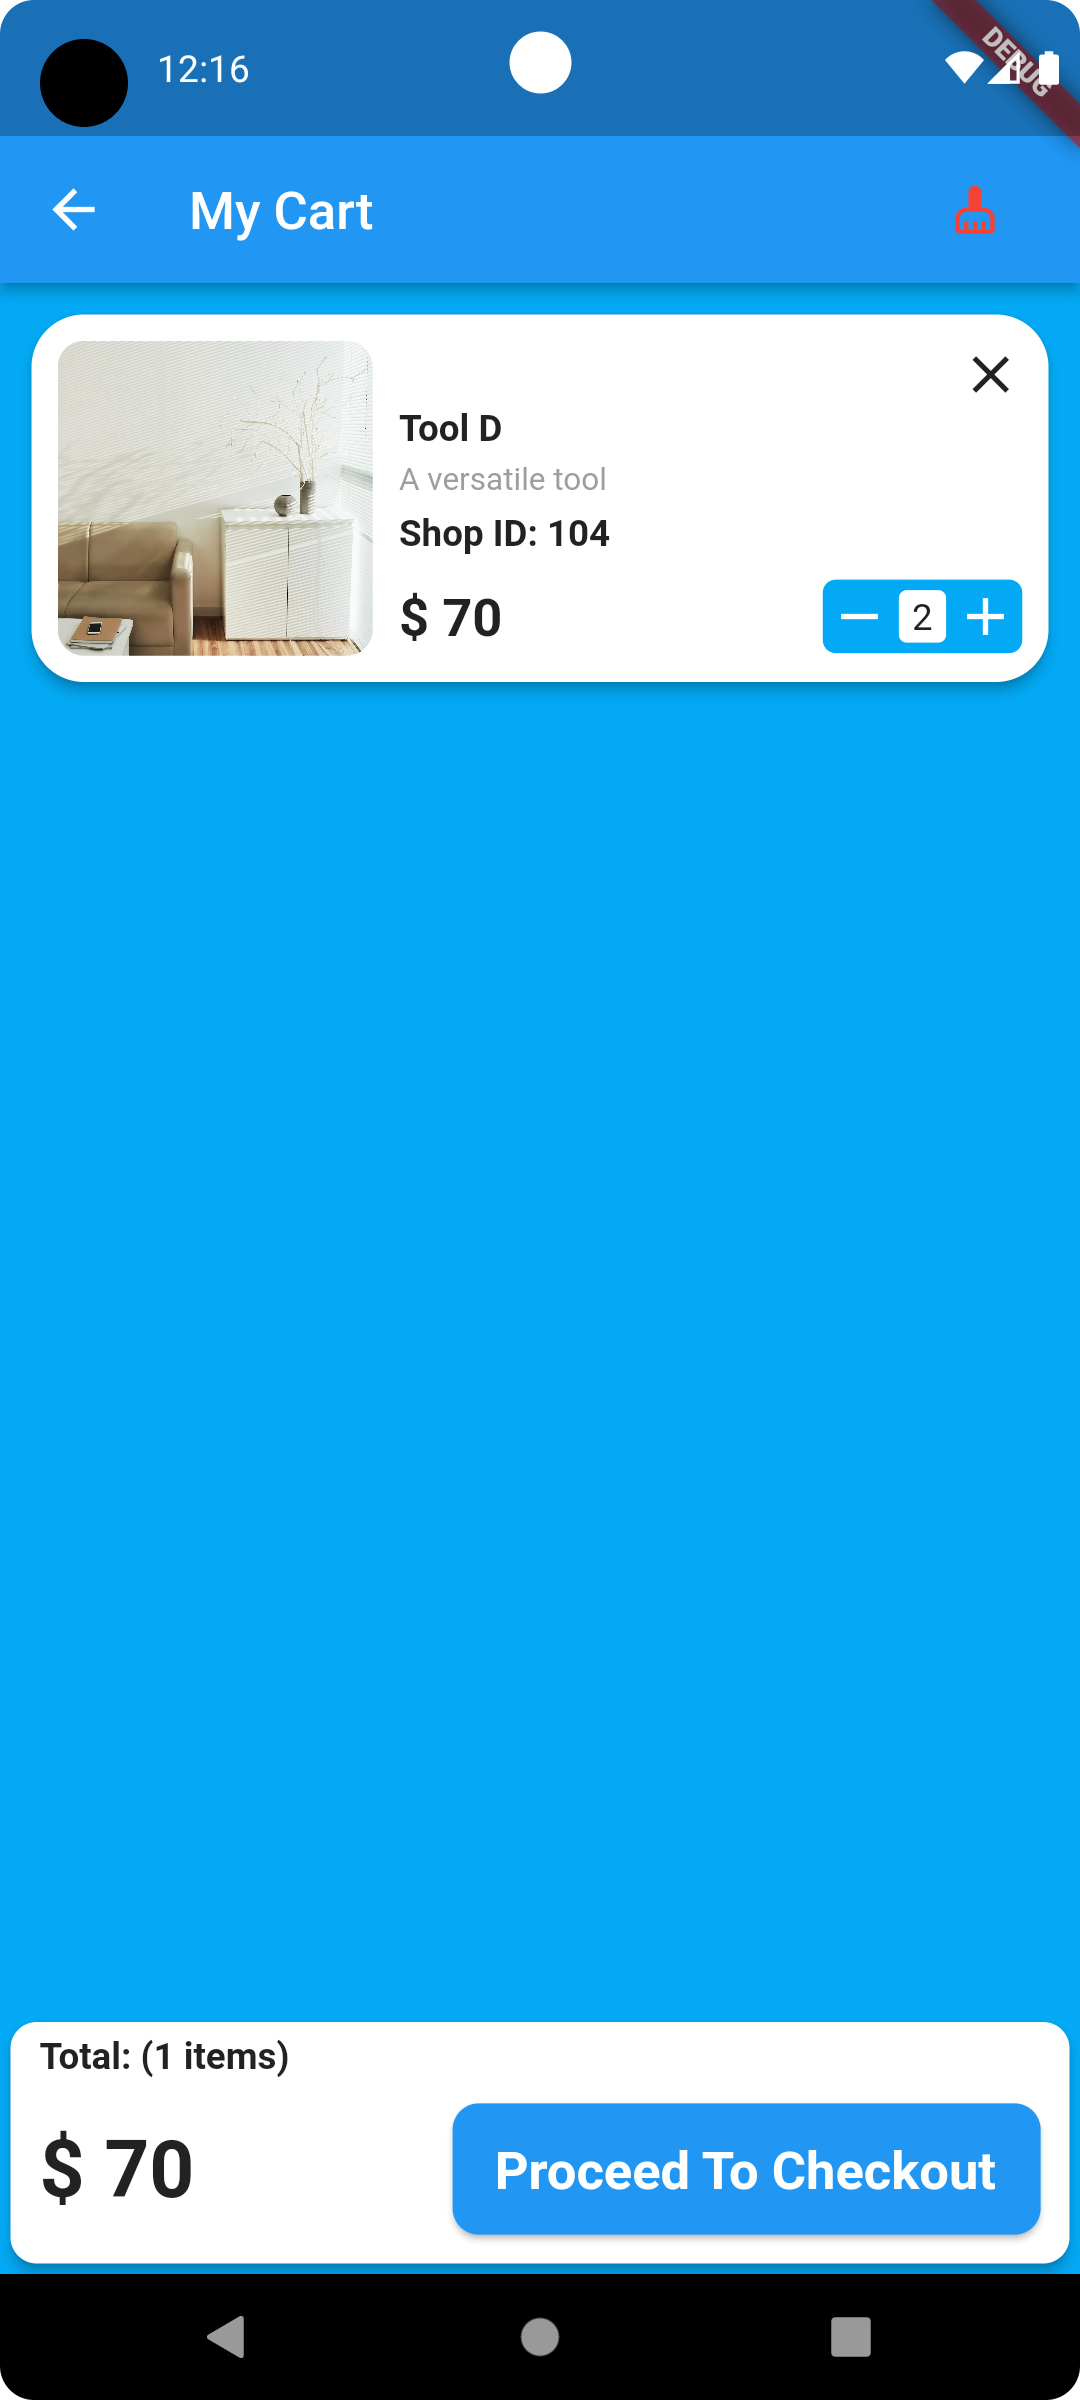 12:16
DEBUG
My Cart
Tool D
A versatile tool
Shop ID: 104
$ 70
2
Total: (1 items)
$ 70
Proceed To Checkout